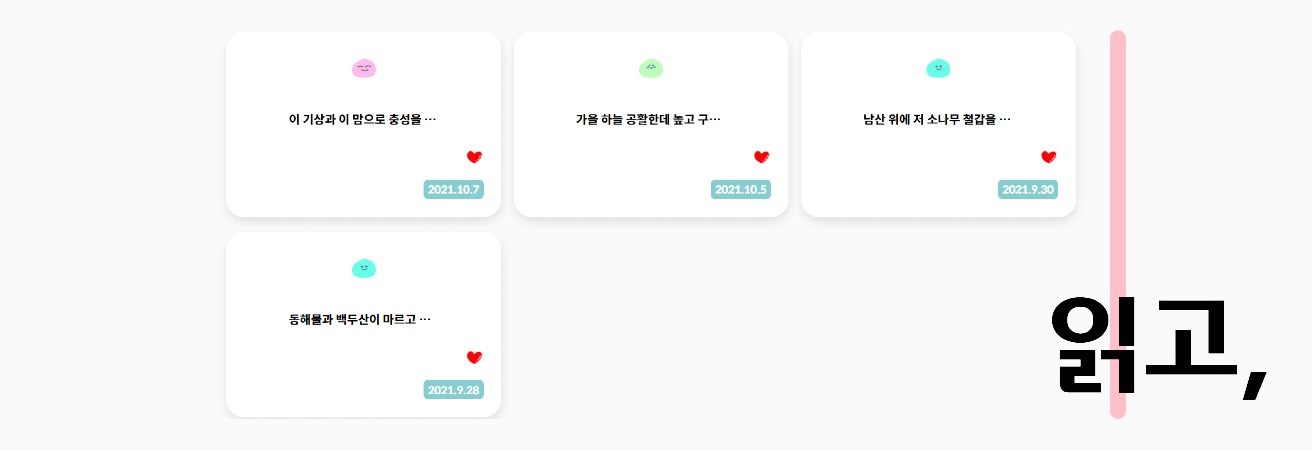 이 기상과 이 맘으로 충성을 ···
2021.10.7
가을 하늘 공활한데 높고 구···
2021.10.5
남산 위에 저 소나무 철갑을 ···
2021.9.30
동해물과 백두산이 마르고 ···
2021.9.28
읽고,